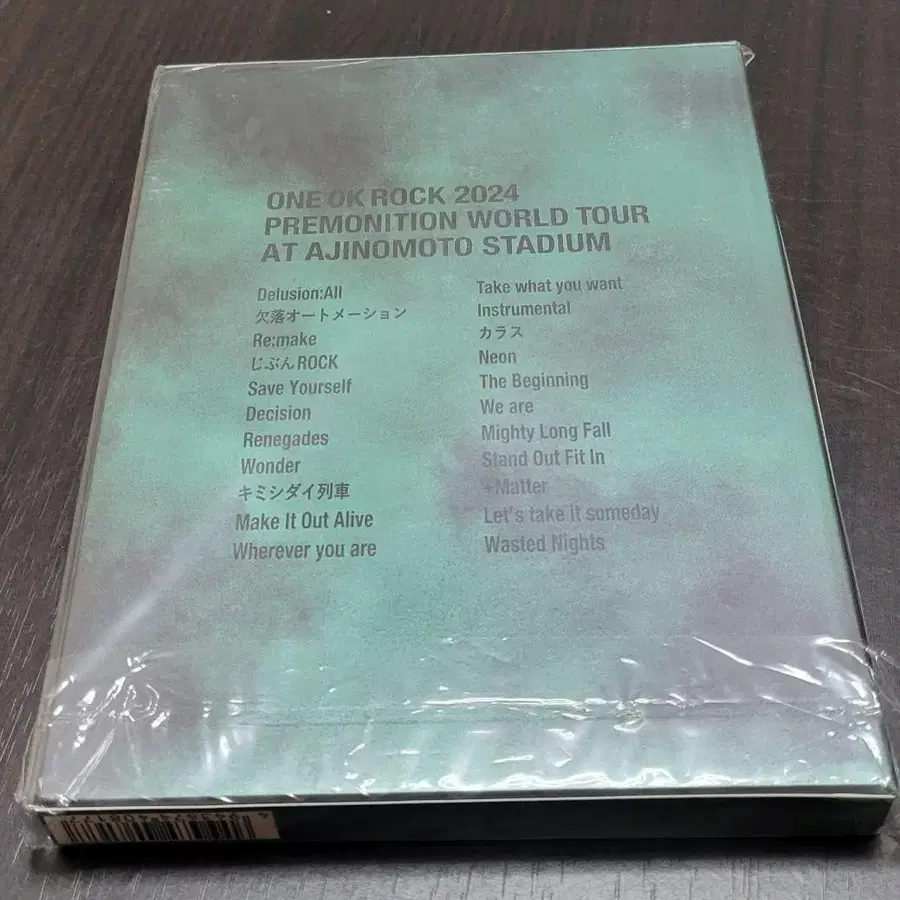 ONE OK ROCK 2024
PREMONITION WORLD TOUR
AT AJINOMOTO STADIUM
Delusion:All
欠落オートメーション
Re:make
じぶんROCK
Save Yourself
Decision
Renegades
Wonder
キミシダイ列車
Make It Out Alive
Wherever you are
Take what you want
Instrumental
カラス
Neon
The Beginning
We are
Mighty Long Fall
Stand Out Fit In
+Matter
Let's take it someday
Wasted Nights